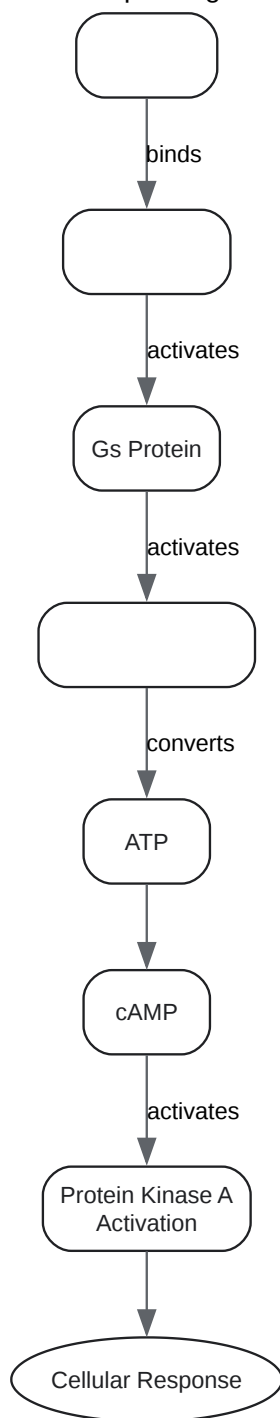 binds
activates
Gs Protein
activates
converts
ATP
cAMP
activates
Protein Kinase A
Activation
Cellular Response